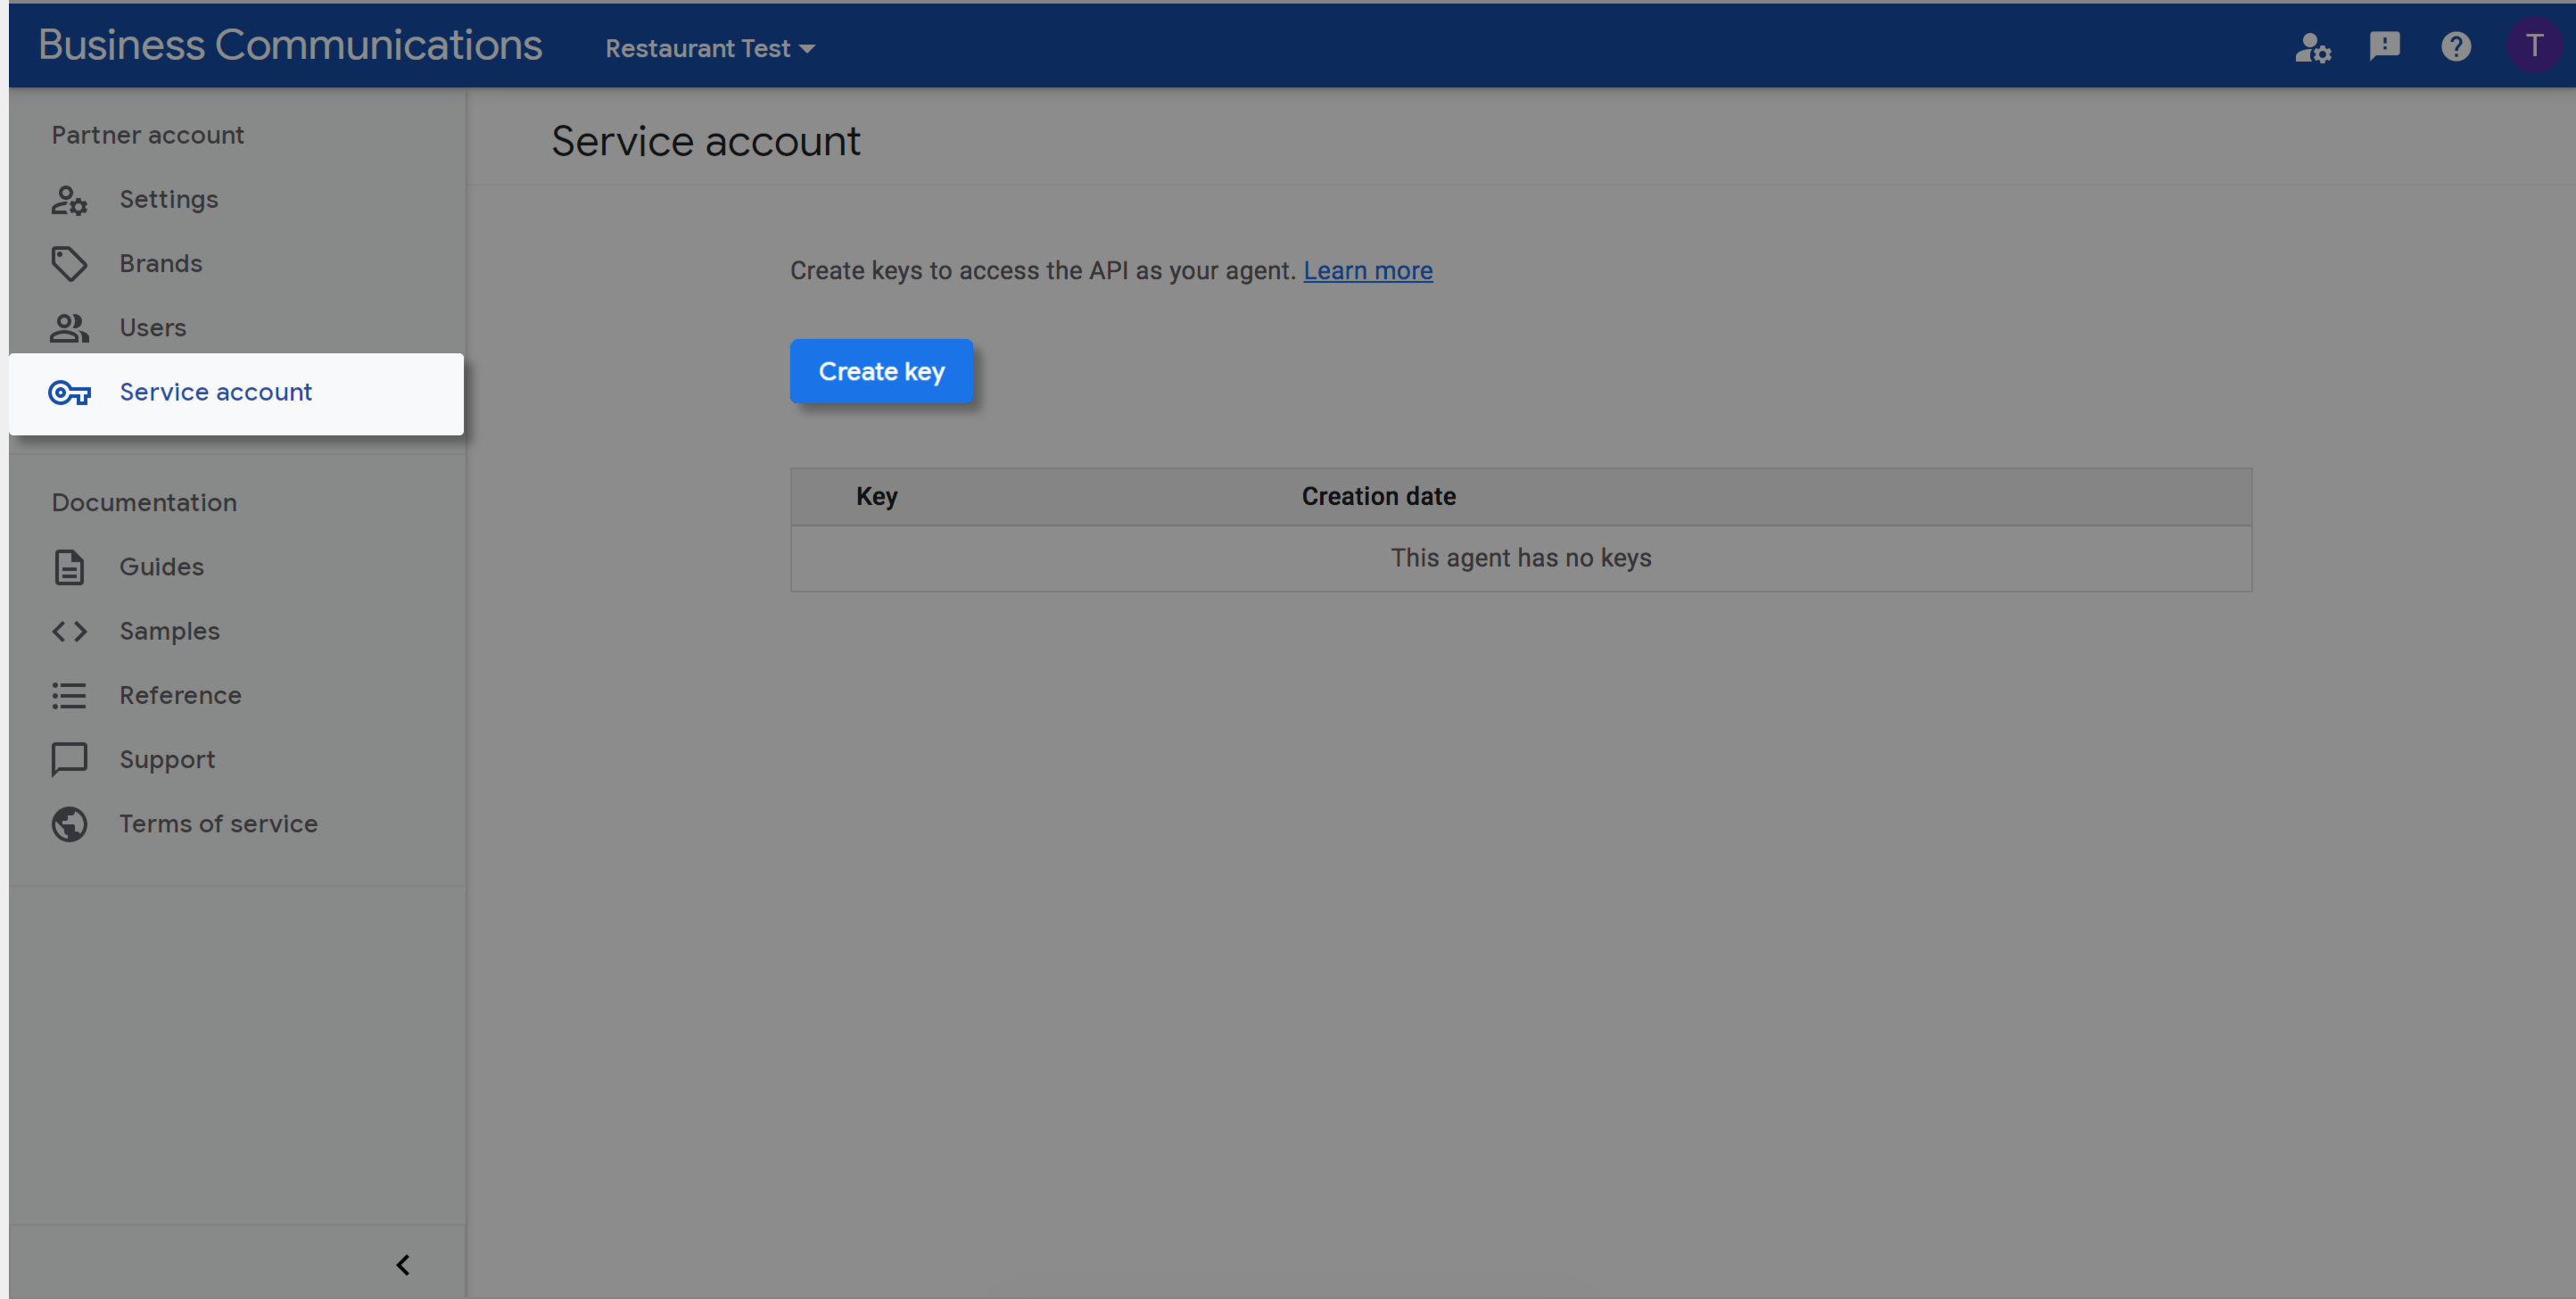 Business Communications
Restaurant Test
T
Partner account
Settings
Brands
Users
Service account
Documentation
Guides
Samples
Reference
Support
Terms of service
Service account
Create keys to access the API as your agent. Learn more
Create key
Key Creation date
This agent has no keys